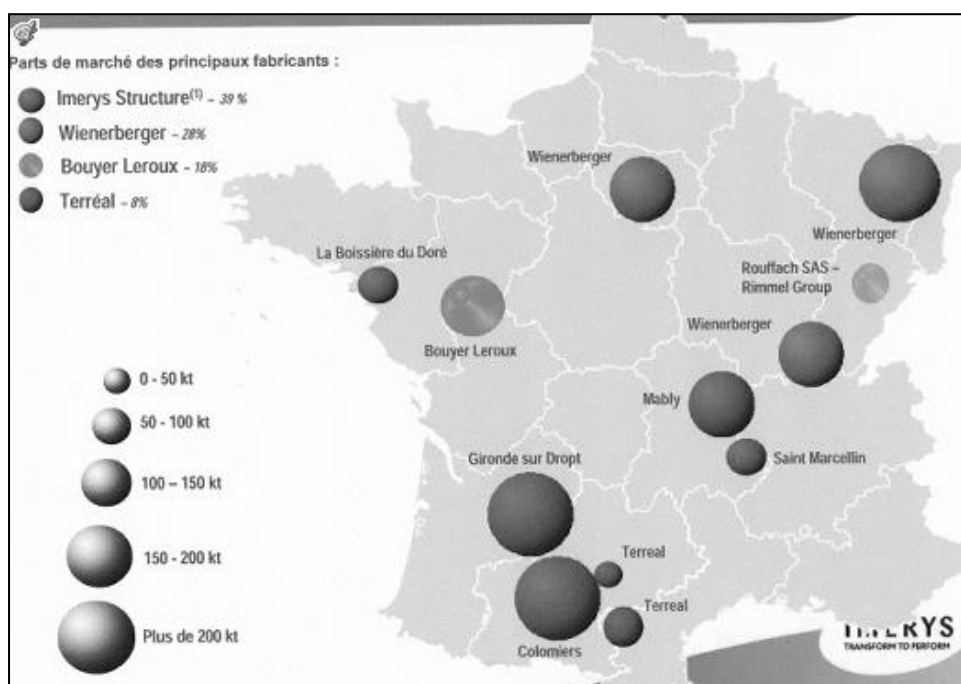 Parts de marché des principaux fabricants :
Imerys Structure(1) – 39 %
Wienerberger – 28%
Bouyer Leroux – 16%
Terréal – 8%
Wienerberger
Wienerberger
La Boissière du Doré
Rouffach SAS –
Rimmel Group
Wienerberger
Bouyer Leroux
0 - 50 kt
Mably
50 - 100 kt
Gironde sur Dropt
Saint Marcellin
100 – 150 kt
150 - 200 kt
Terreal
Terreal
Plus de 200 kt
Colomiers
IMERYS
TRANSFORM TO PERFORM